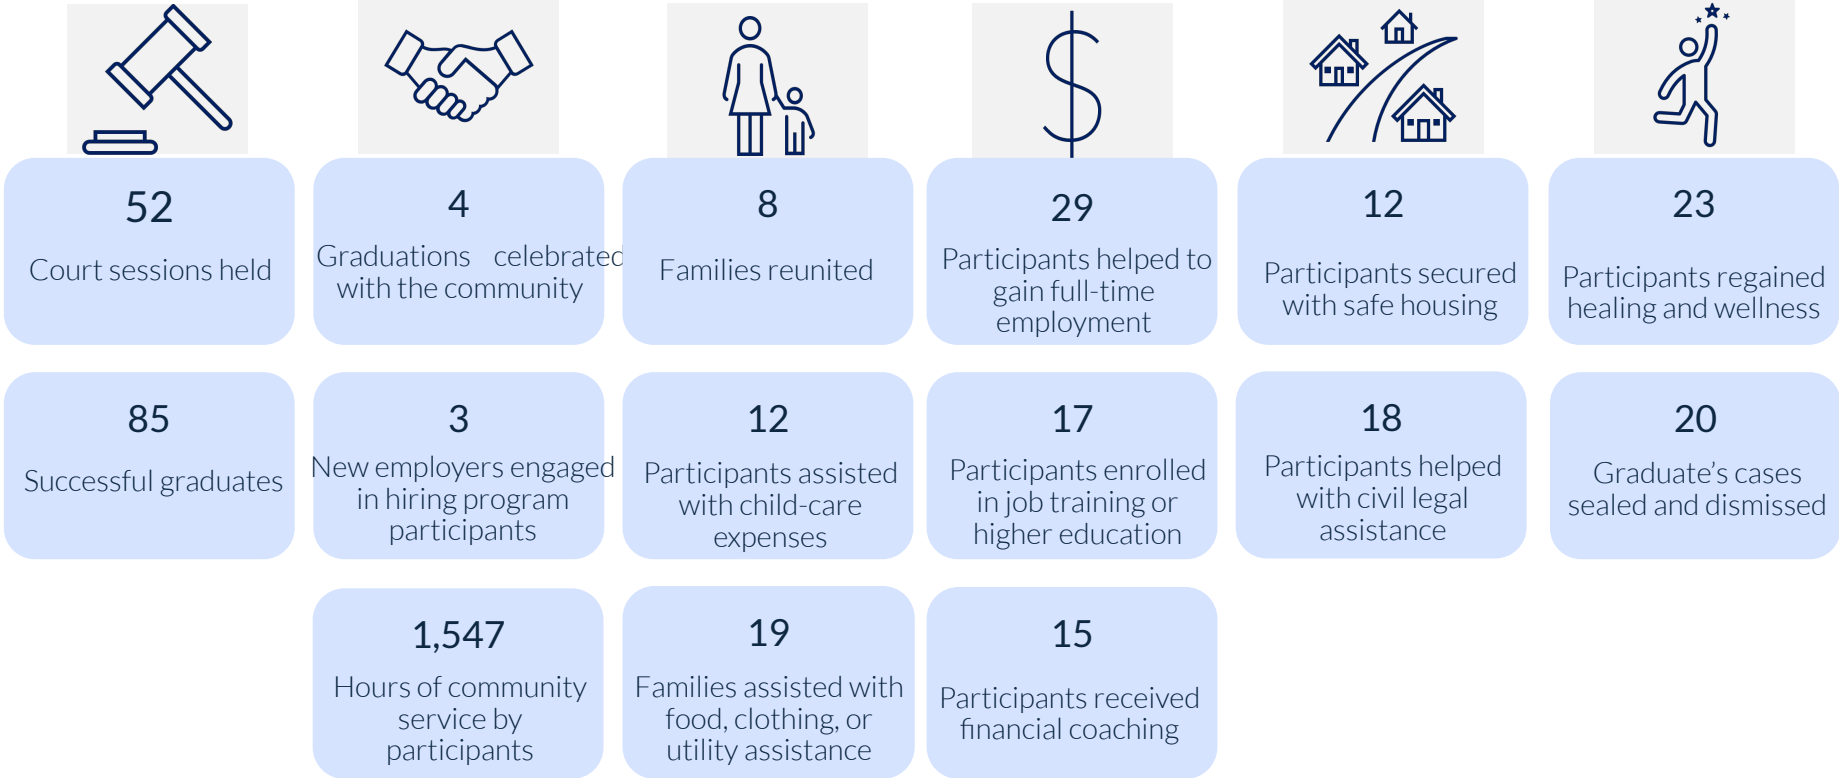 52
Court sessions held
4
Graduations celebrated
with the community
8
Families reunited
29
Participants helped to
gain full-time
employment
12
Participants secured
with safe housing
23
Participants regained
healing and wellness
85
Successful graduates
3
New employers engaged
in hiring program
participants
12
Participants assisted
with child-care
expenses
17
Participants enrolled
in job training or
higher education
18
Participants helped
with civil legal
assistance
20
Graduate’s cases
sealed and dismissed
1,547
Hours of community
service by
participants
19
Families assisted with
food, clothing, or
utility assistance
15
Participants received
financial coaching